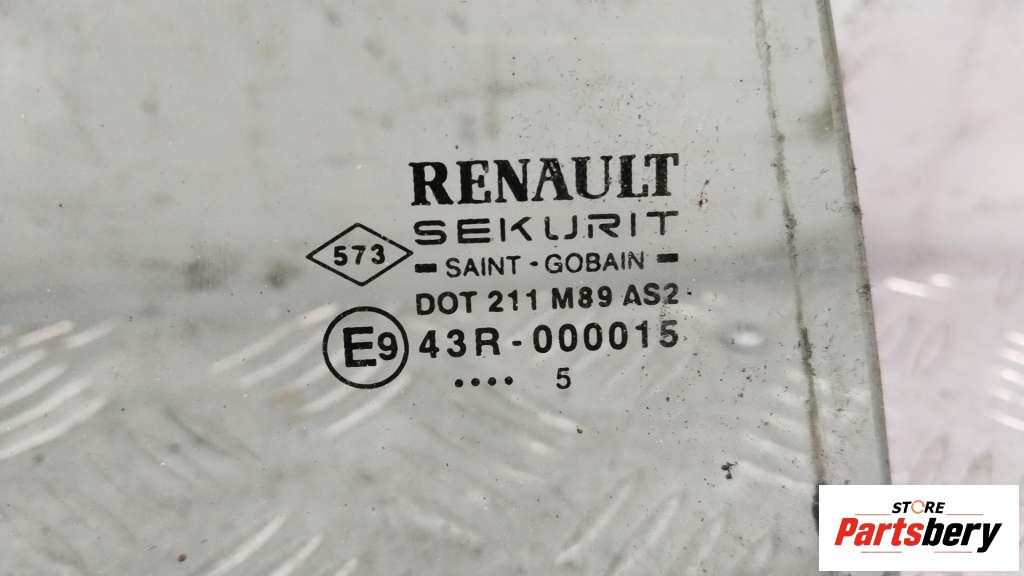 RENAULT
SEKURIT
573
SAINT - GOBAIN
DOT 211 M89 AS2
E9 43R - 000015
.... 5
STORE
Partsbery